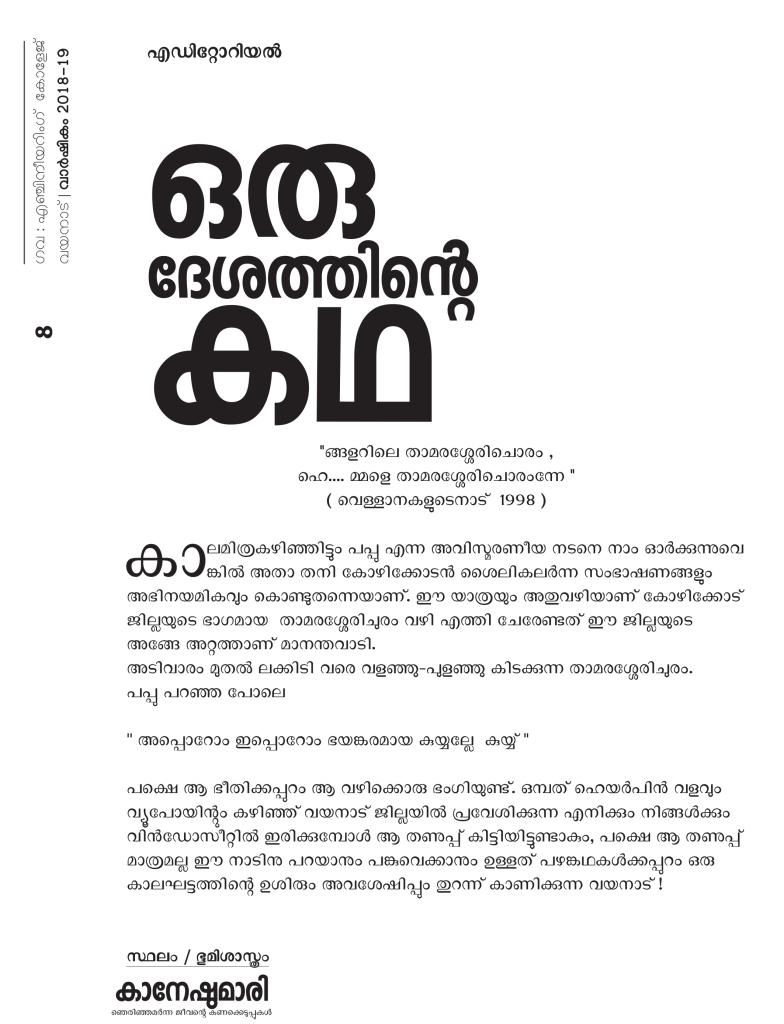 ഗവ : എഞ്ചിനീയറിംഗ് കോളേജ്
വയനാട് | വാർഷികം 2018-19
8
എഡിറ്റോറിയൽ
ഒരു
ദേശത്തിന്റെ
കഥ
"ങ്ങളറിലെ താമരശ്ശേരിചൊരം ,
ഹെ.... മ്മളെ താമരശ്ശേരിചൊരംന്നേ "
( വെള്ളാനകളുടെനാട് 1998 )
കാലമിത്രകഴിഞ്ഞിട്ടും പപ്പു എന്ന അവിസ്മരണീയ നടനെ നാം ഓർക്കുന്നുവെ
ങ്കിൽ അതാ തനി കോഴിക്കോടൻ ശൈലികലർന്ന സംഭാഷണങ്ങളും
അഭിനയമികവും കൊണ്ടുതന്നെയാണ്. ഈ യാത്രയും അതുവഴിയാണ് കോഴിക്കോട്
ജില്ലയുടെ ഭാഗമായ താമരശ്ശേരിചുരം വഴി എത്തി ചേരേണ്ടത് ഈ ജില്ലയുടെ
അങ്ങേ അറ്റത്താണ് മാനന്തവാടി.
അടിവാരം മുതൽ ലക്കിടി വരെ വളഞ്ഞു-പുളഞ്ഞു കിടക്കുന്ന താമരശ്ശേരിചുരം.
പപ്പു പറഞ്ഞ പോലെ
" അപ്പൊറോം ഇപ്പൊറോം ഭയങ്കരമായ കുയ്യല്ലേ കുയ്യ് "
പക്ഷെ ആ ഭീതിക്കപ്പുറം ആ വഴിക്കൊരു ഭംഗിയുണ്ട്. ഒമ്പത് ഹെയർപിൻ വളവും
വ്യൂപോയിന്റും കഴിഞ്ഞ് വയനാട് ജില്ലയിൽ പ്രവേശിക്കുന്ന എനിക്കും നിങ്ങൾക്കും
വിൻഡോസീറ്റിൽ ഇരിക്കുമ്പോൾ ആ തണുപ്പ് കിട്ടിയിട്ടുണ്ടാകും, പക്ഷെ ആ തണുപ്പ്
മാത്രമല്ല ഈ നാടിനു പറയാനും പങ്കുവെക്കാനും ഉള്ളത് പഴങ്കഥകൾക്കപ്പുറം ഒരു
കാലഘട്ടത്തിന്റെ ഉശിരും അവശേഷിപ്പും തുറന്ന് കാണിക്കുന്ന വയനാട് !
സ്ഥലം / ഭൂമിശാസ്ത്രം
കാനേഷുമാരി
ഞെരിഞ്ഞമർന്ന ജീവന്റെ കണക്കെടുപ്പുകൾ